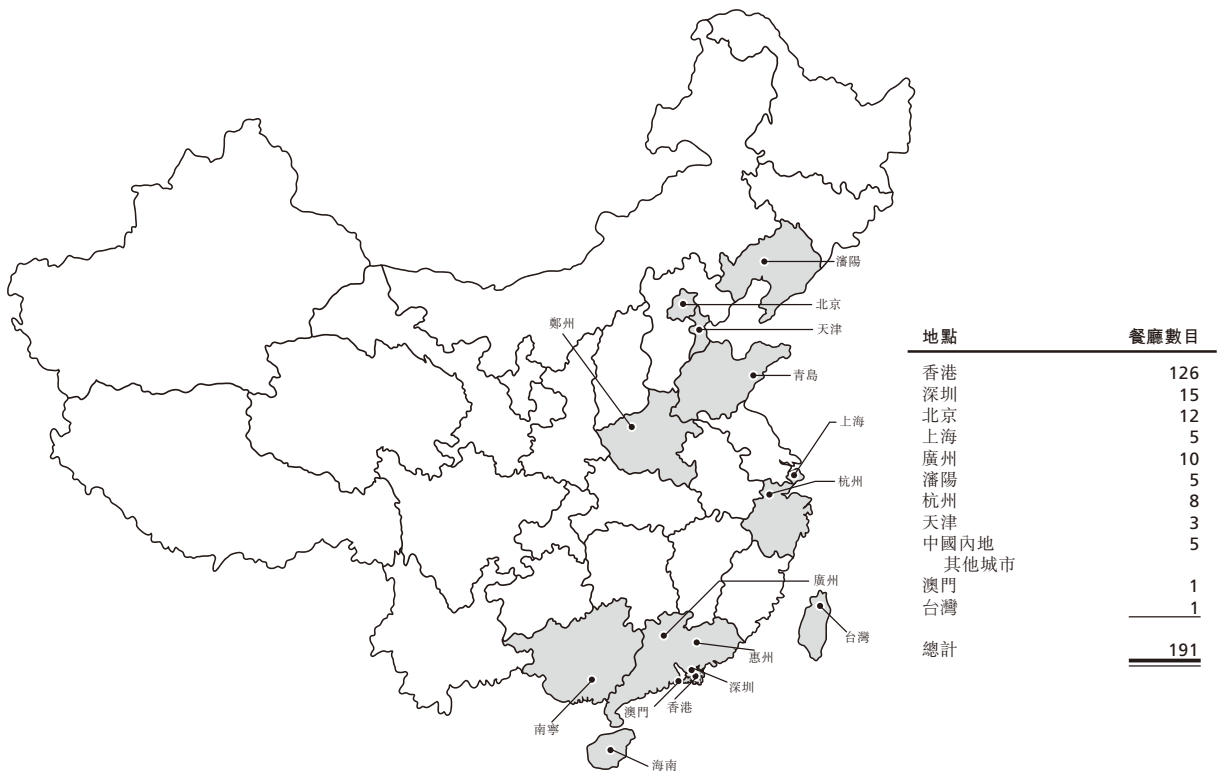 瀋陽
北京
鄭州
天津
青島
上海
杭州
廣州
台灣
惠州
深圳
香港
澳門
南寧
海南
地點 餐廳數目
香港 126
深圳 15
北京 12
上海 5
廣州 10
瀋陽 5
杭州 8
天津 3
中國內地 5
其他城市
澳門 1
台灣 1
總計 191